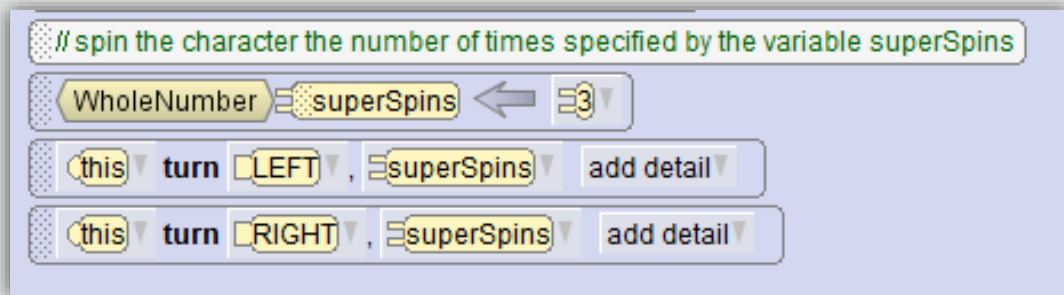 // spin the character the number of times specified by the variable superSpins
WholeNumber superSpins 3
this turn LEFT , superSpins add detail
this turn RIGHT , superSpins add detail